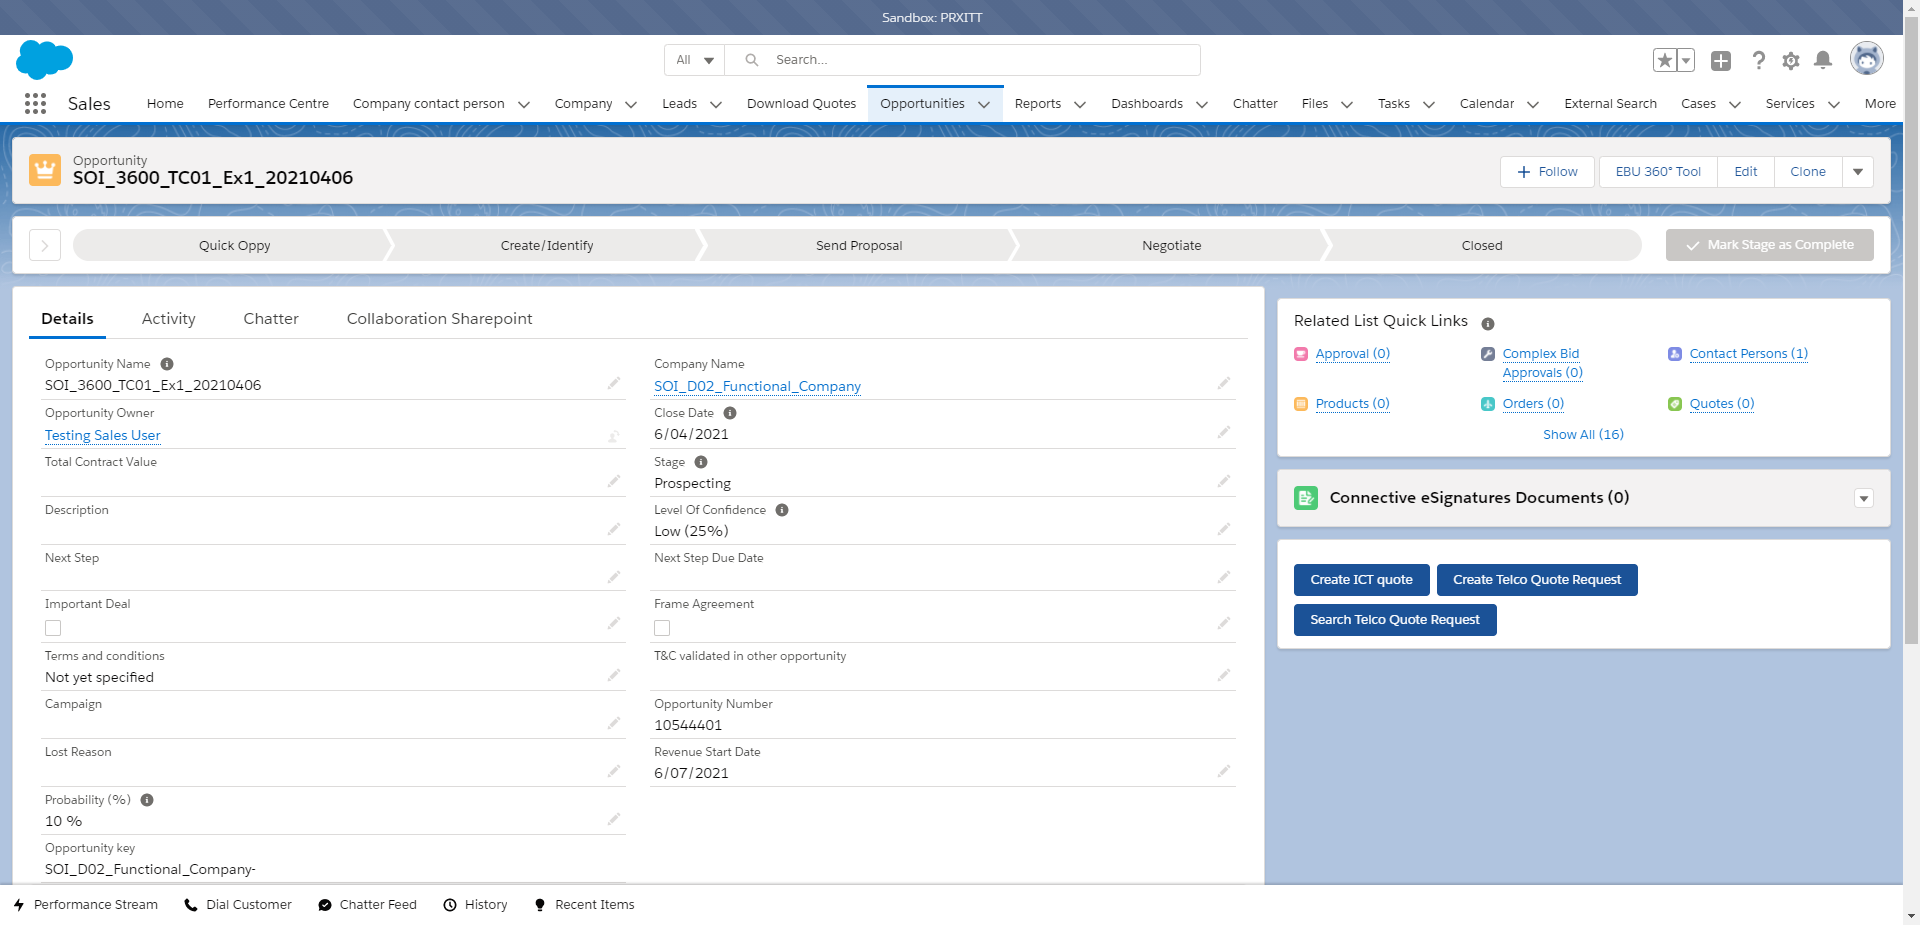 Sandbox: PRXITT
All
Search...
Sales
Home
Performance Centre
Company contact person
Company
Leads
Download Quotes
Opportunities
Reports
Dashboards
Chatter
Files
Tasks
Calendar
External Search
Cases
Services
More
Opportunity
SOI_3600_TC01_Ex1_20210406
Follow
EBU 360° Tool
Edit
Clone
Quick Oppy
Create/Identify
Send Proposal
Negotiate
Closed
Mark Stage as Complete
Details
Activity
Chatter
Collaboration Sharepoint
Opportunity Name
SOI_3600_TC01_Ex1_20210406
Company Name
SOI_D02_Functional_Company
Opportunity Owner
Testing Sales User
Close Date
6/04/2021
Total Contract Value
Stage
Prospecting
Description
Level Of Confidence
Low (25%)
Next Step
Next Step Due Date
Important Deal
Frame Agreement
Terms and conditions
Not yet specified
T&C validated in other opportunity
Campaign
Opportunity Number
10544401
Lost Reason
Revenue Start Date
6/07/2021
Probability (%)
10 %
Opportunity key
SOI_D02_Functional_Company-
Related List Quick Links
Approval (0)
Complex Bid
Approvals (0)
Contact Persons (1)
Products (0)
Orders (0)
Quotes (0)
Show All (16)
Connective eSignatures Documents (0)
Create ICT quote
Create Telco Quote Request
Search Telco Quote Request
Performance Stream
Dial Customer
Chatter Feed
History
Recent Items